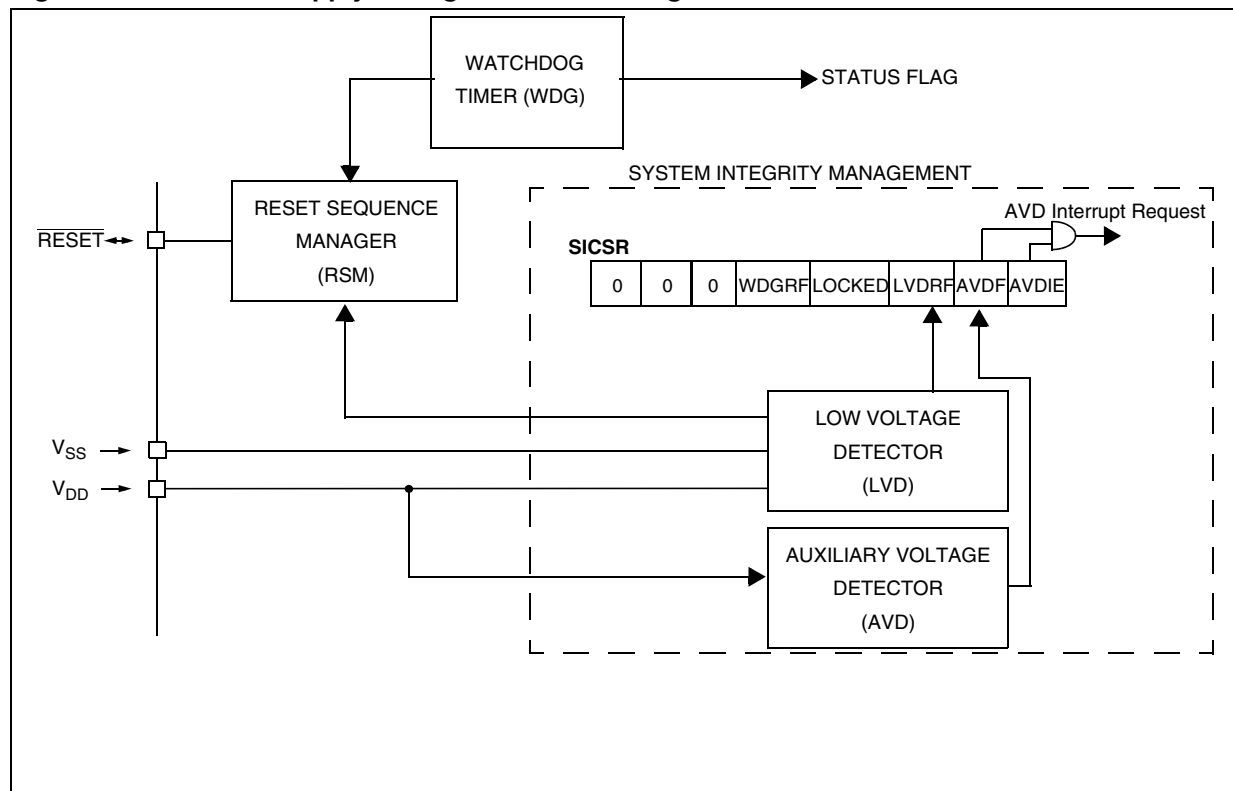 WATCHDOG
TIMER (WDG)
STATUS FLAG
SYSTEM INTEGRITY MANAGEMENT
RESET SEQUENCE
MANAGER
(RSM)
AVD Interrupt Request
RESET
SICSR
0 0 0 WDGRF LOCKED LVDRF AVDF AVDIE
LOW VOLTAGE
DETECTOR
(LVD)
VSS
VDD
AUXILIARY VOLTAGE
DETECTOR
(AVD)